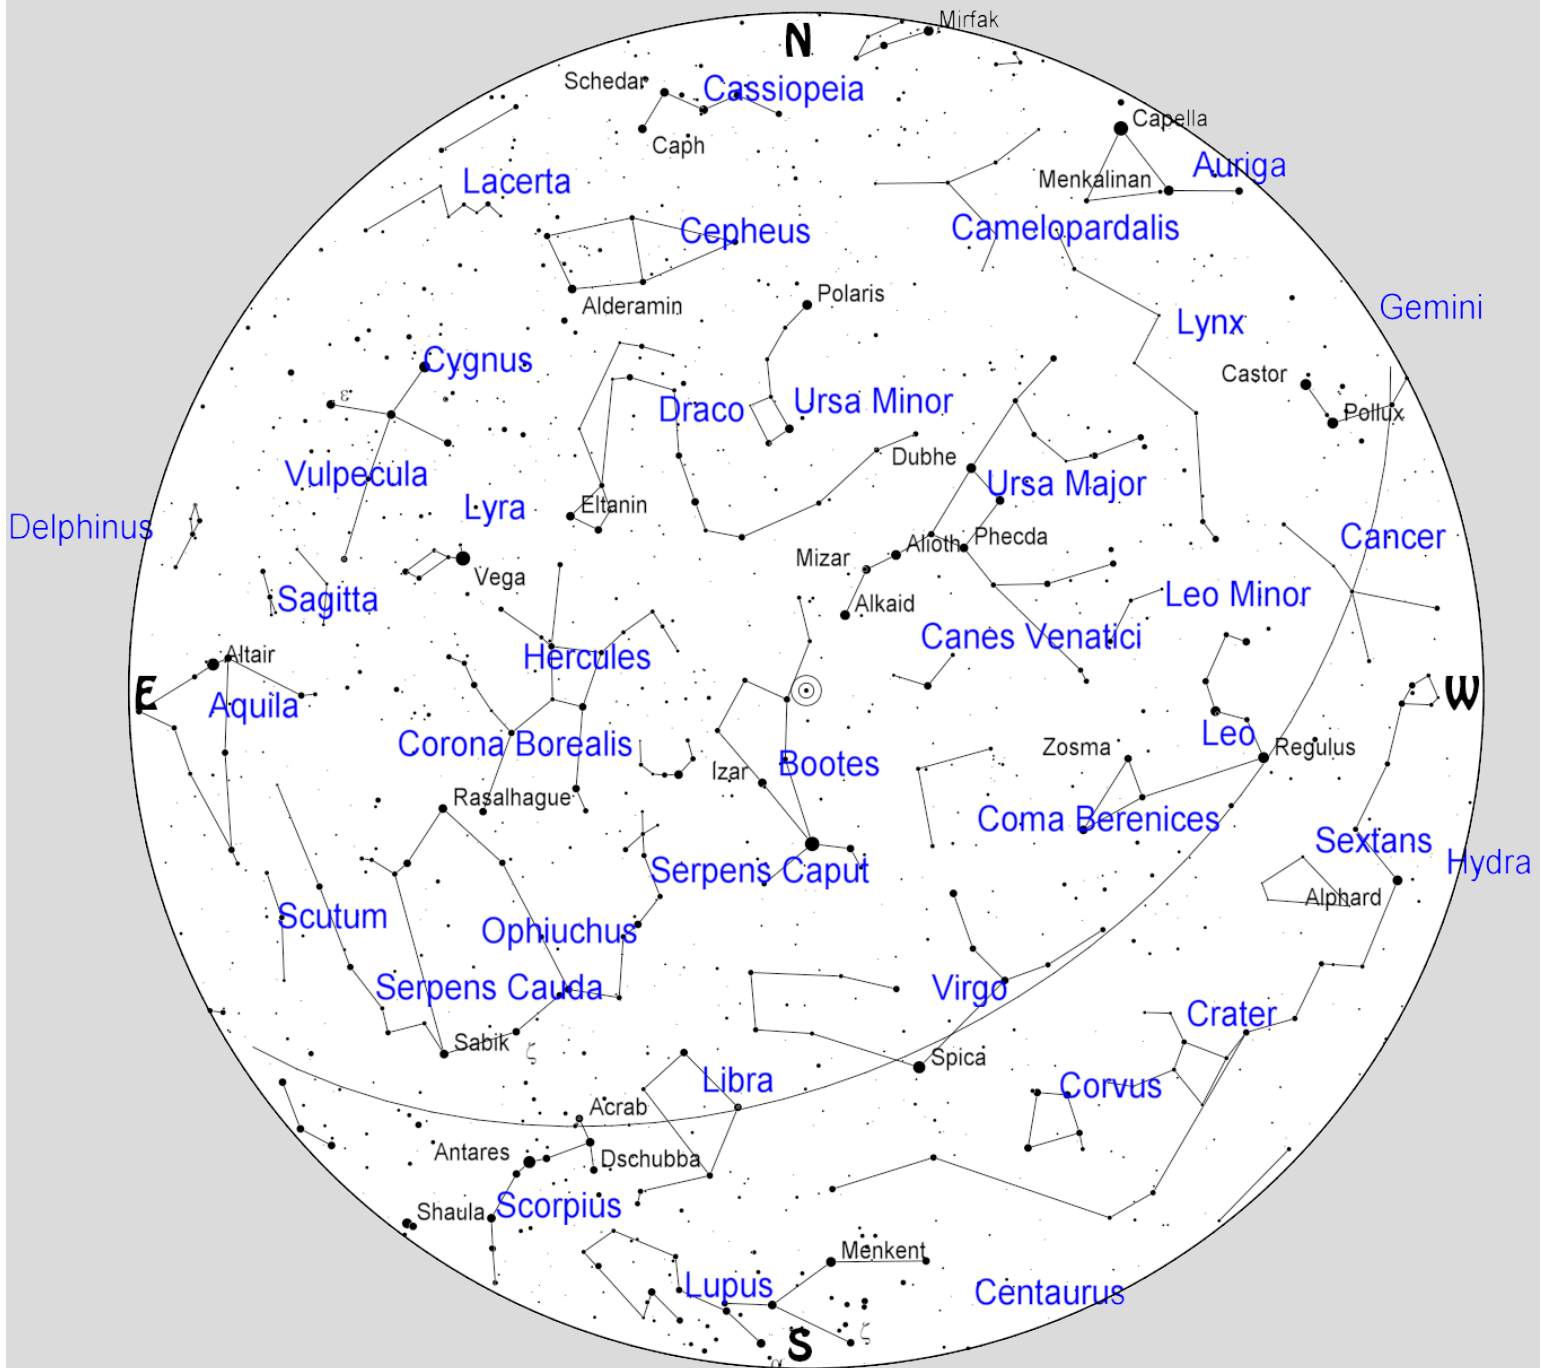 Mirfak
N
Schedar
Cassiopeia
Capella
Caph
Auriga
Lacerta
Menkalinan
Cepheus
Camelopardalis
Polaris
Alderamin
Gemini
Lynx
Cygnus
Castor
ε
Draco
Ursa Minor
Pollux
Dubhe
Vulpecula
Ursa Major
Lyra
Eltanin
Delphinus
Cancer
Alioth
Phecda
Mizar
Vega
Sagitta
Leo Minor
Alkaid
Canes Venatici
Altair
Hercules
E
W
Aquila
Leo
Corona Borealis
Zosma
Regulus
Izar
Bootes
Rasalhague
Coma Berenices
Sextans
Hydra
Serpens Caput
Alphard
Scutum
Ophiuchus
Serpens Cauda
Virgo
Crater
Sabik
ζ
Spica
Libra
Corvus
Acrab
Antares
Dschubba
Scorpius
Shaula
Menkent
Lupus
Centaurus
ζ
S
α